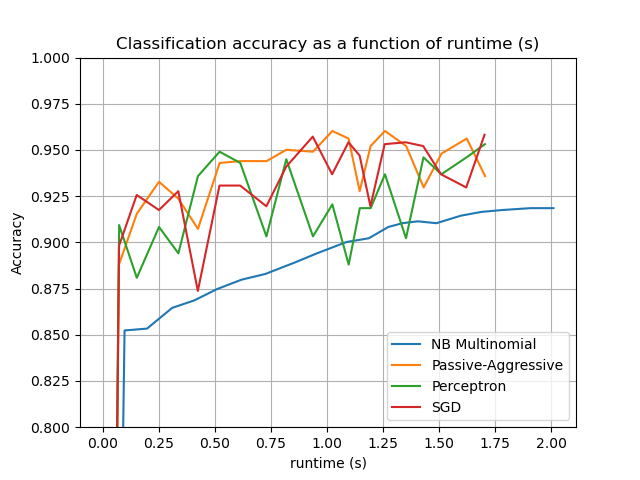 Classification accuracy as a function of runtime (s)
1.000
0.975
0.950
0.925
0.900
0.875
0.850
0.825
0.800
Accuracy
NB Multinomial
Passive-Aggressive
Perceptron
SGD
0.00 0.25 0.50 0.75 1.00 1.25 1.50 1.75 2.00
runtime (s)